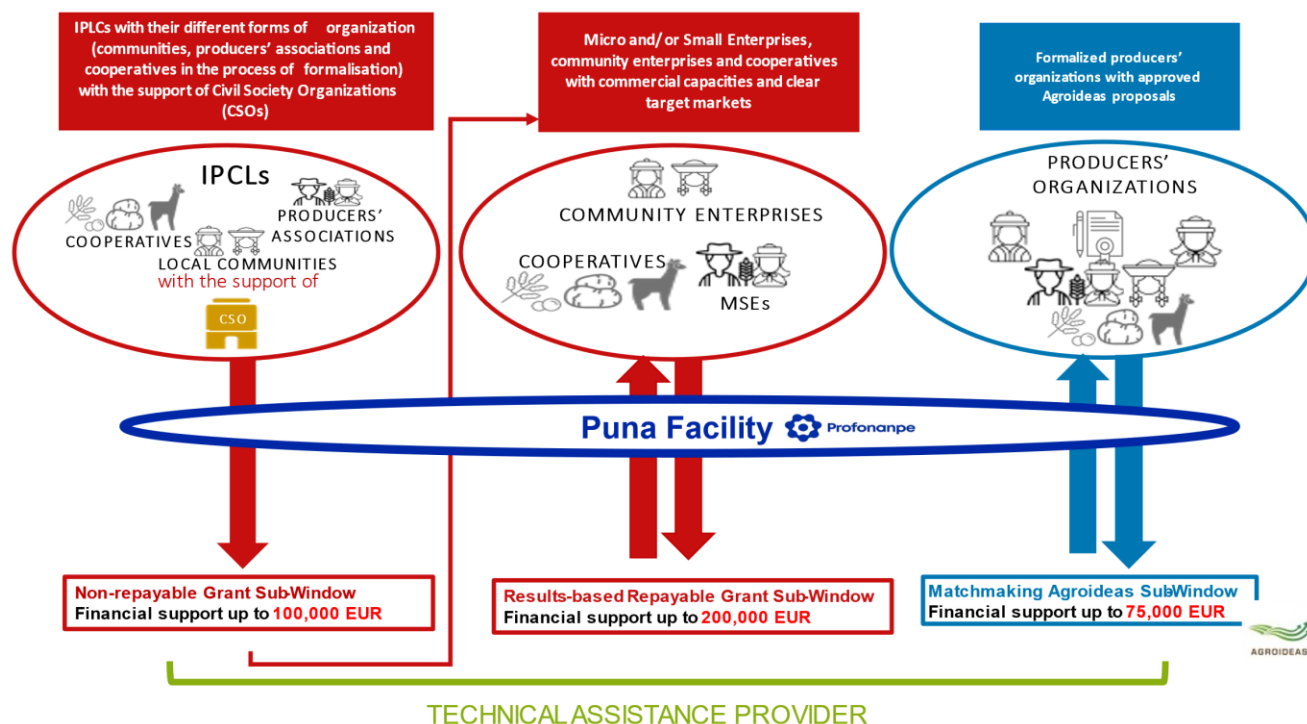 IPLCs with their different forms of organization
(communities, producers' associations and
cooperatives in the process of formalisation)
with the support of Civil Society Organizations
(CSOs)
Micro and/ or Small Enterprises,
community enterprises and cooperatives
with commercial capacities and clear
target markets
Formalized producers'
organizations with approved
Agroideas proposals
IPCLs
COOPERATIVES
PRODUCERS'
ASSOCIATIONS
LOCAL COMMUNITIES
with the support of
CSO
COMMUNITY ENTERPRISES
COOPERATIVES
MSEs
PRODUCERS'
ORGANIZATIONS
Puna Facility Profonanpe
Non-repayable Grant Sub-Window
Financial support up to 100,000 EUR
Results-based Repayable Grant Sub-Window
Financial support up to 200,000 EUR
Matchmaking Agroideas Sub-Window
Financial support up to 75,000 EUR
AGROIDEAS
TECHNICAL ASSISTANCE PROVIDER